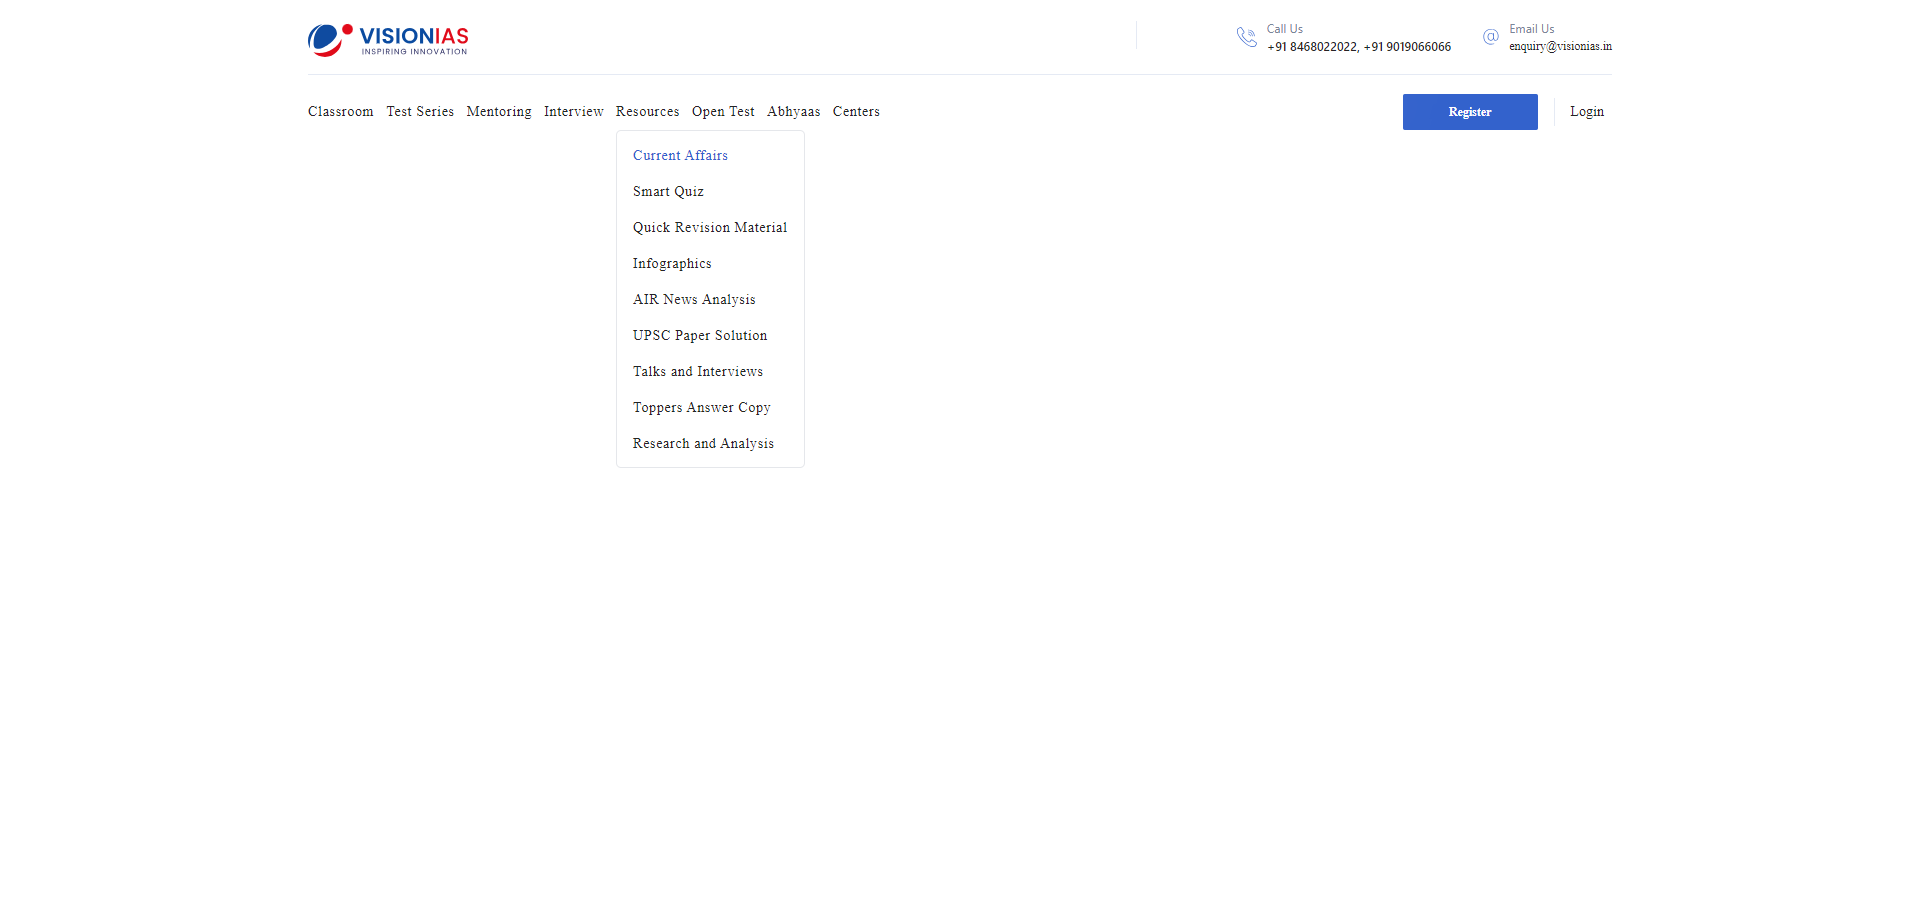 VISIONIAS
INSPIRING INNOVATION
Call Us
+91 8468022022, +91 9019066066
Email Us
enquiry@visionias.in
Classroom Test Series Mentoring Interview Resources Open Test Abhyaas Centers Register Login
Current Affairs
Smart Quiz
Quick Revision Material
Infographics
AIR News Analysis
UPSC Paper Solution
Talks and Interviews
Toppers Answer Copy
Research and Analysis